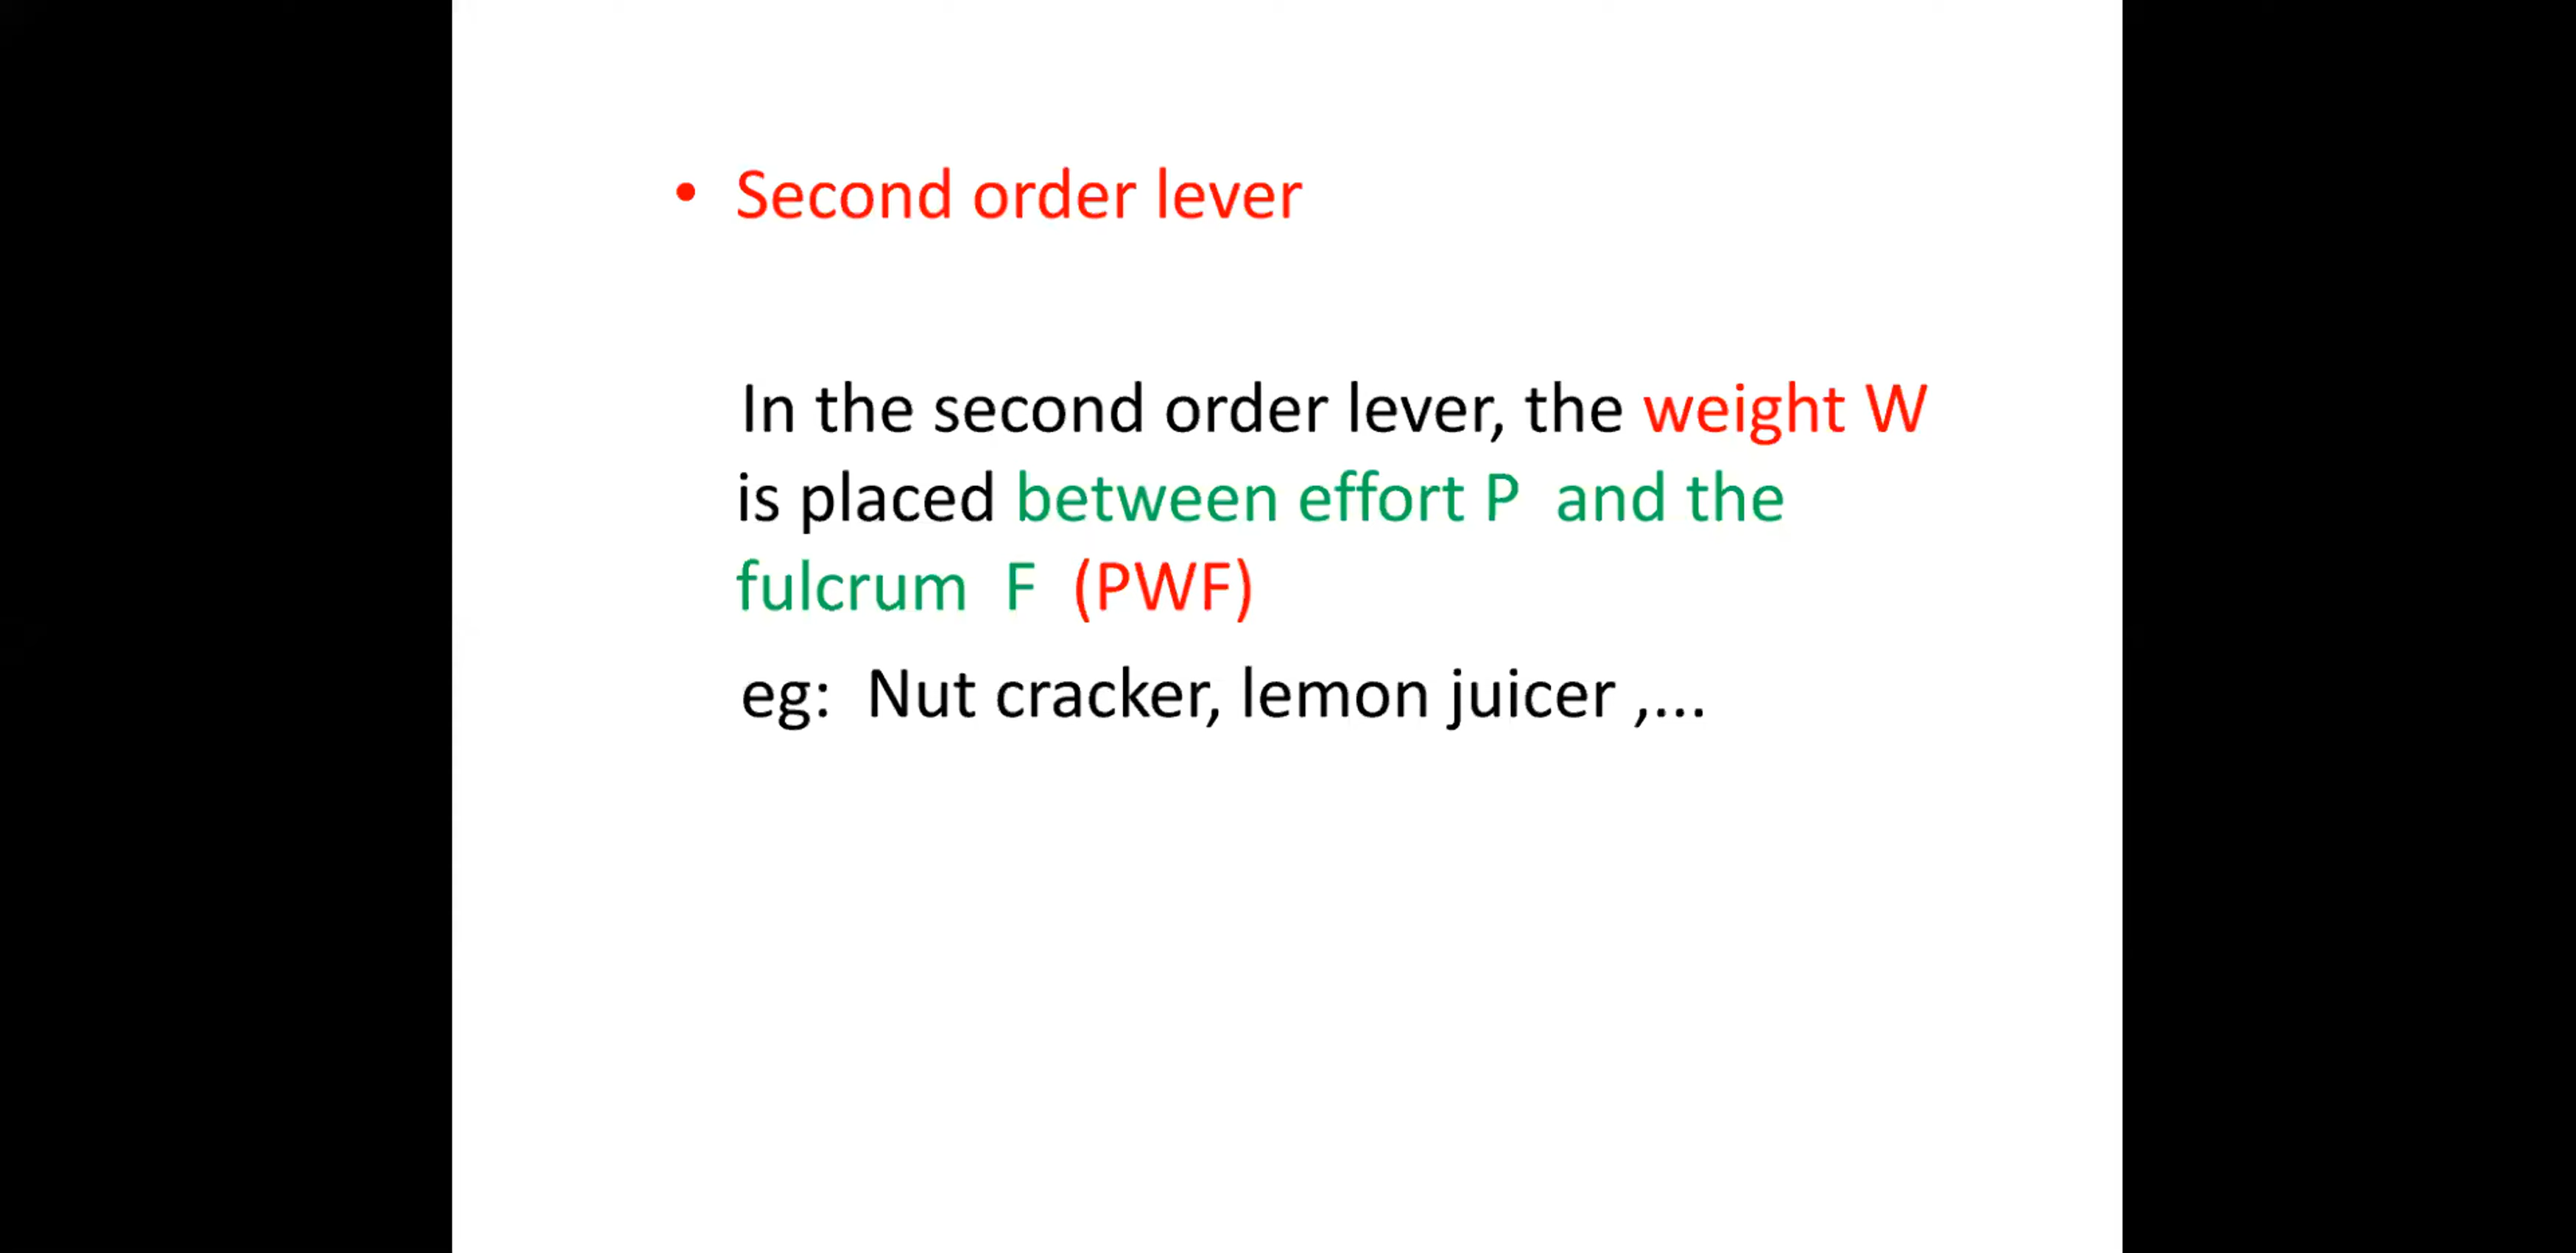 • Second order lever
In the second order lever, the weight W
is placed between effort P and the
fulcrum F (PWF)
eg: Nut cracker, lemon juicer ,...